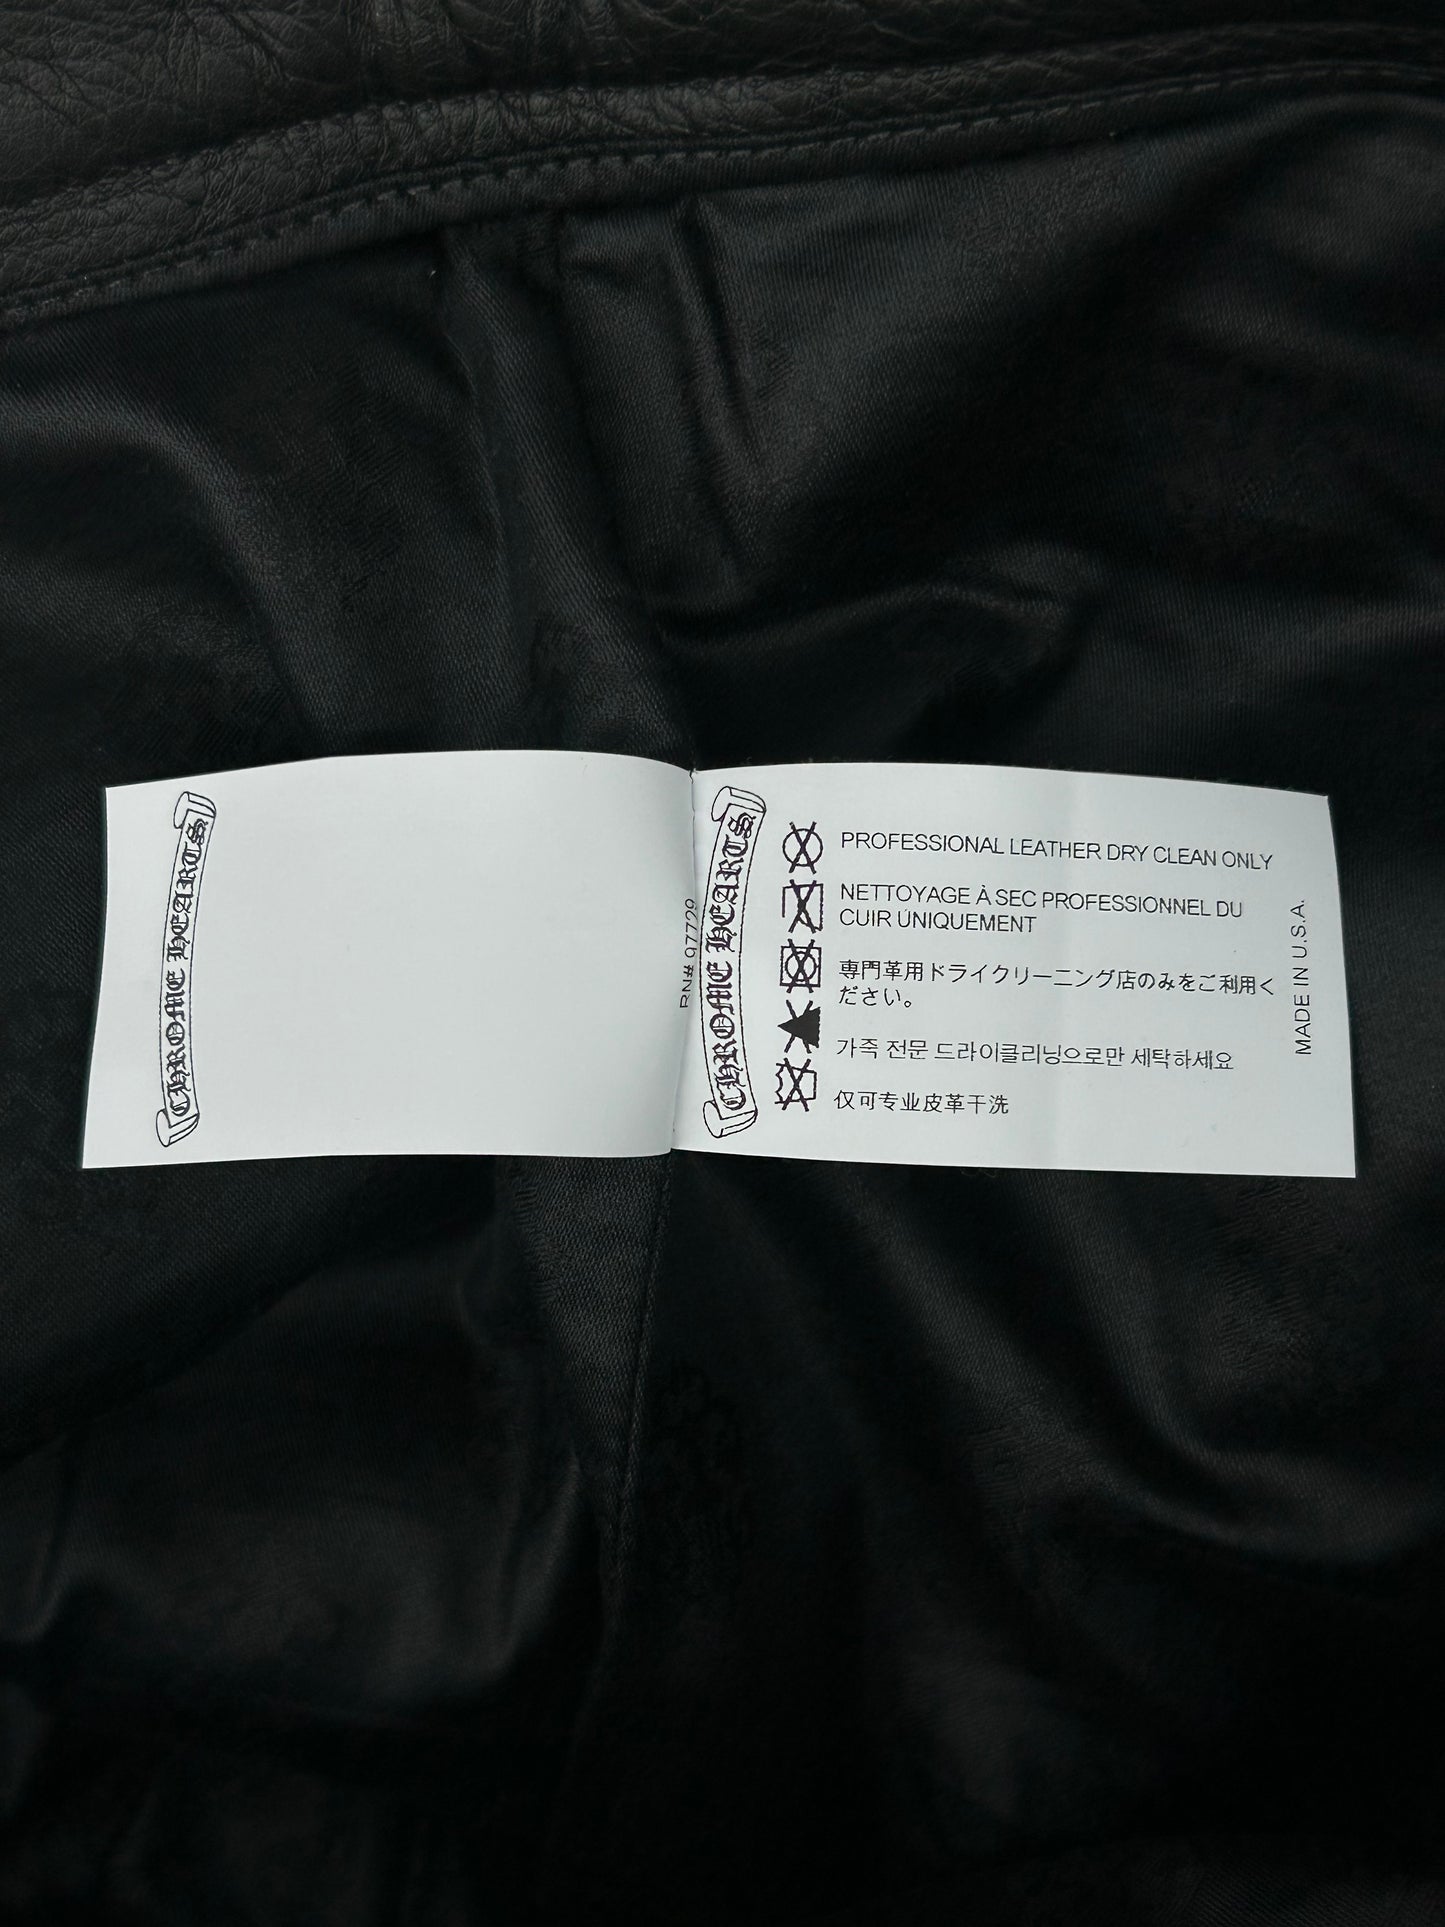 CHROME HEARTS
RN# 97729
CHROME HEARTS
PROFESSIONAL LEATHER DRY CLEAN ONLY
NETTOYAGE À SEC PROFESSIONNEL DU
CUIR ÚNIQUEMENT
専門革用ドライクリーニング店のみをご利用く
ださい。
가죽 전문 드라이클리닝으로만 세탁하세요
仅可专业皮革干洗
MADE IN U.S.A.